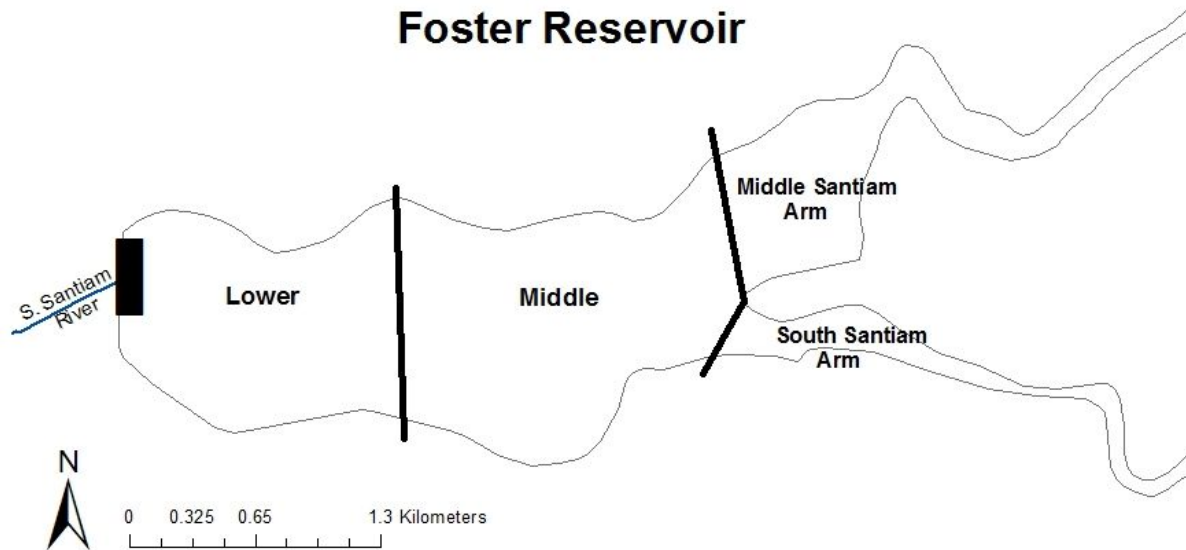 Foster Reservoir
Middle Santiam
Arm
S. Santiam
River
Lower
Middle
South Santiam
Arm
N
0 0.325 0.65 1.3 Kilometers